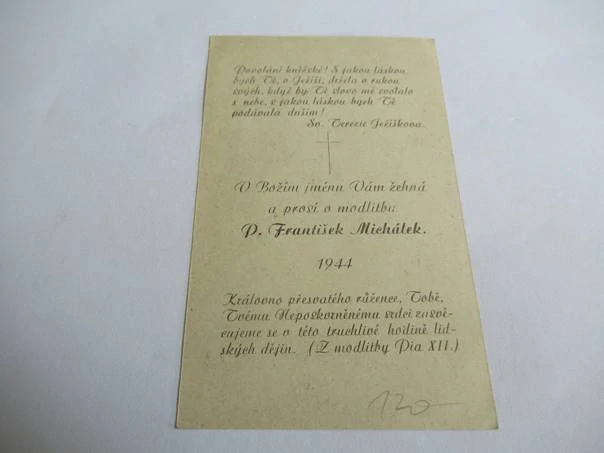 Povolání kněžské! S jakou láskou
bych Tě, o Ježíši, držela v rukou
svých, když by Tě slovo mé svolalo
s nebe, s jakou láskou bych Tě
podávala duším!
Sv. Terezie Ježíškova.
V Božím jménu Vám žehná
a prosí o modlitbu
P. František Michálek.
1944
Královno přesvatého růžence, Tobě,
Tvému Neposkvrněnému srdci zasvě-
cujeme se v této truchlivé hodině lid-
ských dějin. (Z modlitby Pia XII.)
120